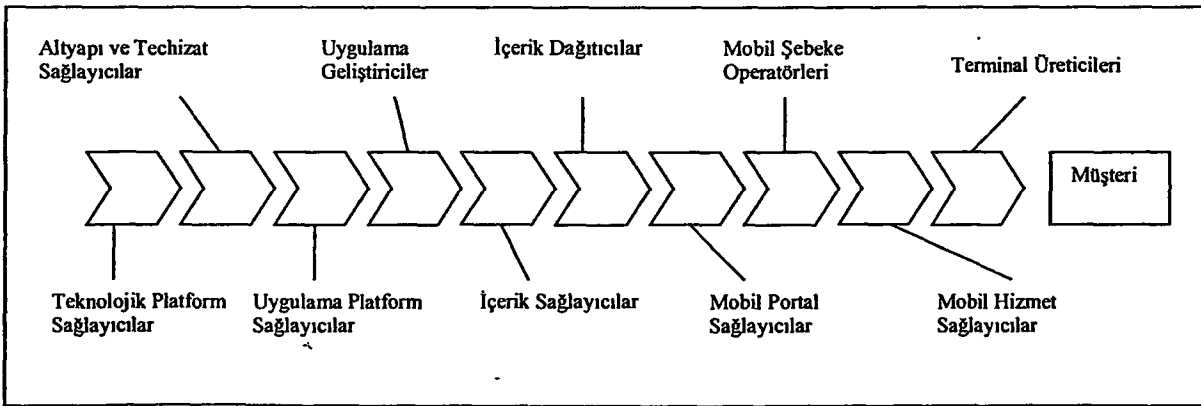 Altyapı ve Techizat
Sağlayıcılar
Uygulama
Geliştiriciler
İçerik Dağıtıcılar
Mobil Şebeke
Operatörleri
Terminal Üreticileri
Müşteri
Teknolojik Platform
Sağlayıcılar
Uygulama Platform
Sağlayıcılar
İçerik Sağlayıcılar
Mobil Portal
Sağlayıcılar
Mobil Hizmet
Sağlayıcılar